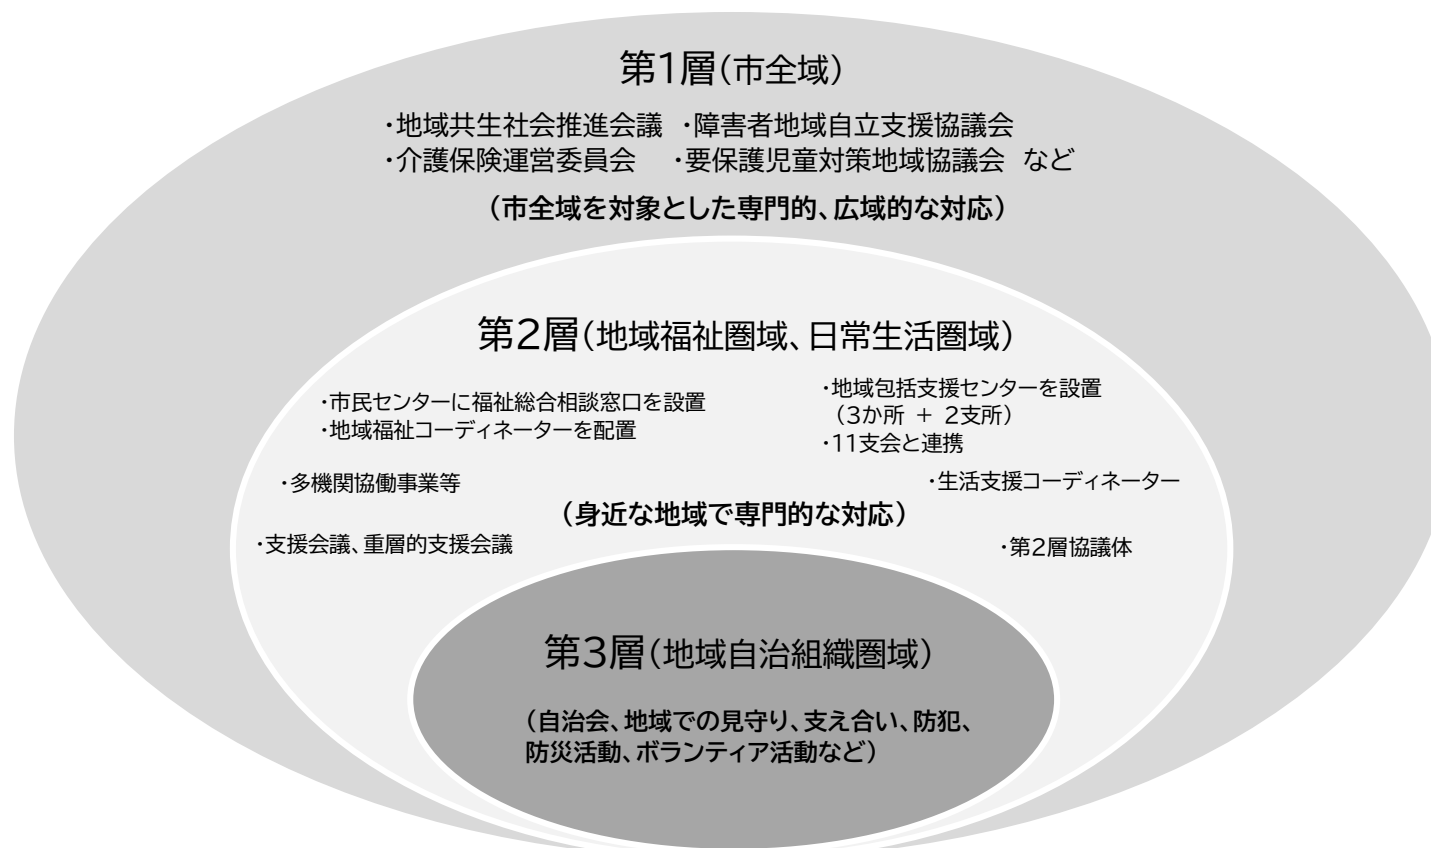 第1層(市全域)
・地域共生社会推進会議 ・障害者地域自立支援協議会
・介護保険運営委員会 ・要保護児童対策地域協議会 など
(市全域を対象とした専門的、広域的な対応)
第2層(地域福祉圏域、日常生活圏域)
・市民センターに福祉総合相談窓口を設置
・地域福祉コーディネーターを配置
・地域包括支援センターを設置
(3か所 + 2支所)
・11支会と連携
・多機関協働事業等
・生活支援コーディネーター
(身近な地域で専門的な対応)
・支援会議、重層的支援会議
・第2層協議体
第3層(地域自治組織圏域)
(自治会、地域での見守り、支え合い、防犯、
防災活動、ボランティア活動など)